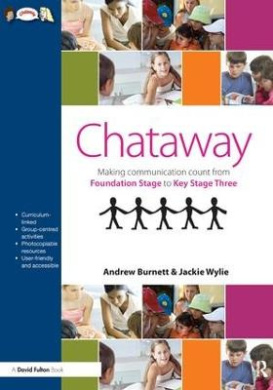 Chataway
Making communication count from
Foundation Stage to Key Stage Three
• Curriculum-
linked
• Group-centred
activities
• Photocopiable
resources
• User-friendly
and accessible
Andrew Burnett & Jackie Wylie
A David Fulton Book
R